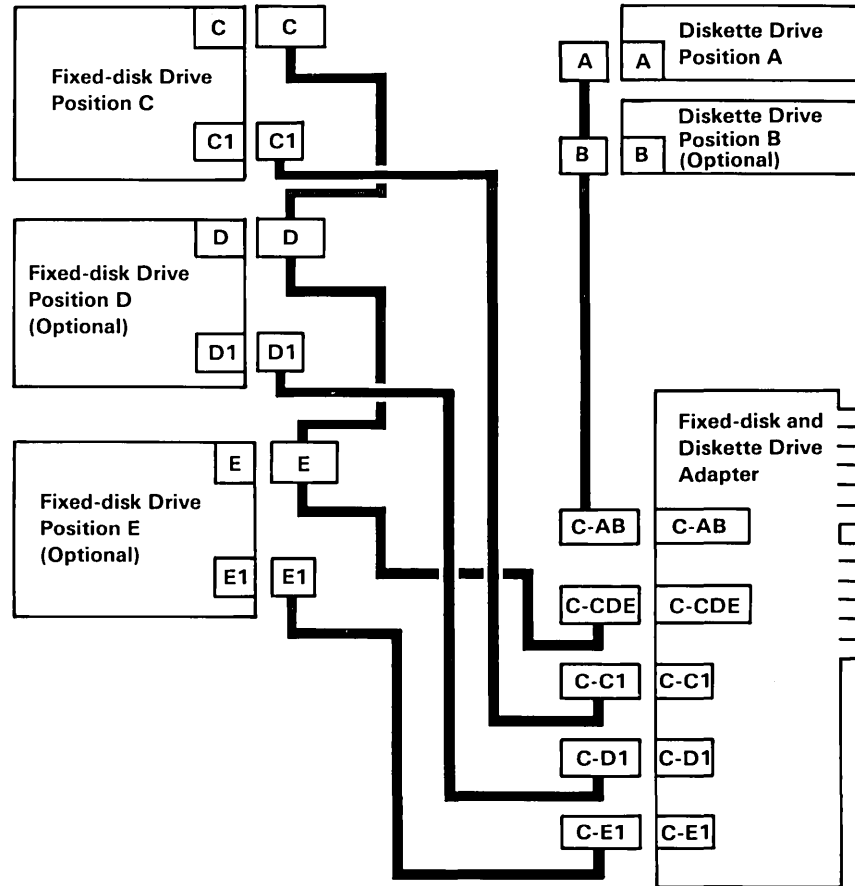 C
C
Fixed-disk Drive
Position C
C1
C1
D
D
Fixed-disk Drive
Position D
(Optional)
D1
D1
E
E
Fixed-disk Drive
Position E
(Optional)
E1
E1
A
A
Diskette Drive
Position A
B
B
Diskette Drive
Position B
(Optional)
Fixed-disk and
Diskette Drive
Adapter
C-AB
C-AB
C-CDE
C-CDE
C-C1
C-C1
C-D1
C-D1
C-E1
C-E1